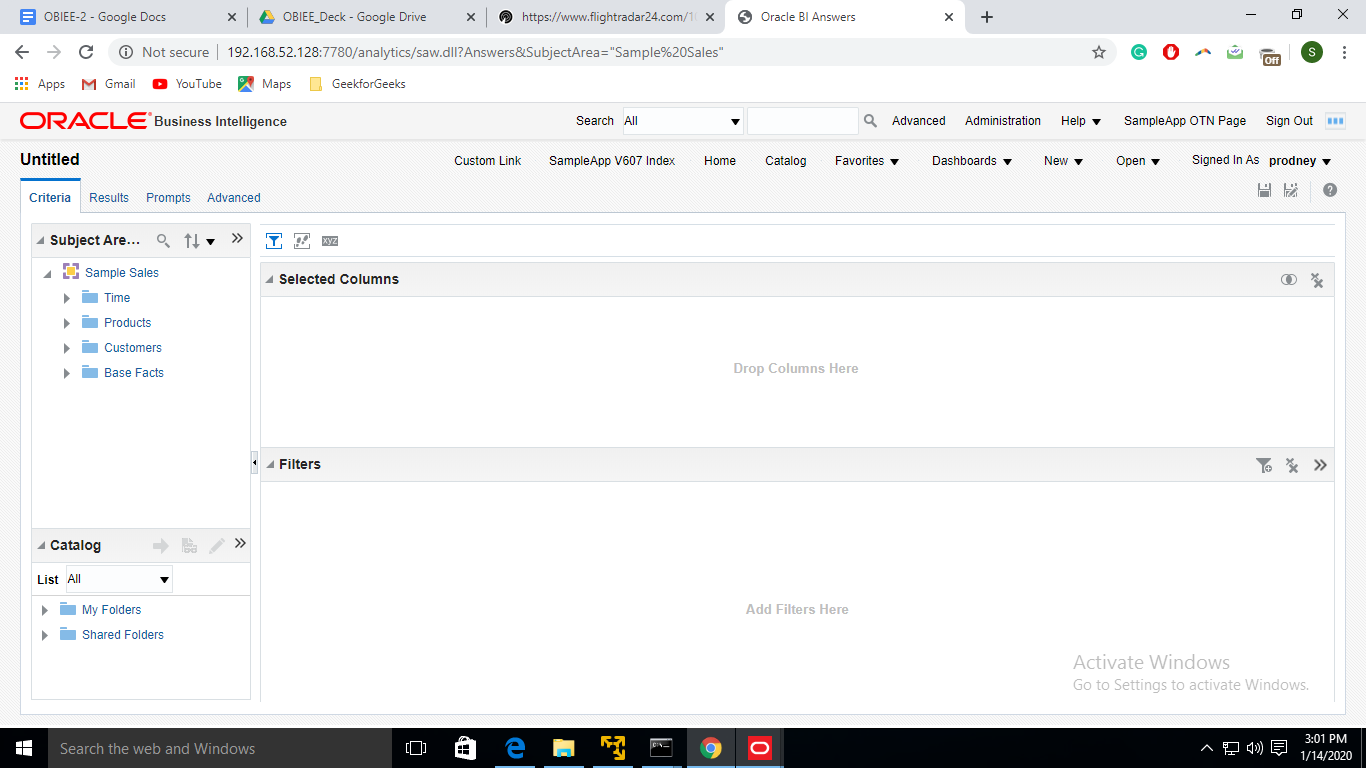 OBIEE-2 - Google Docs
OBIEE_Deck - Google Drive
https://www.flightradar24.com/
Oracle BI Answers
Not secure
192.168.52.128:7780/analytics/saw.dll?Answers&SubjectArea="Sample%20Sales"
S
Off
Apps
Gmail
YouTube
Maps
GeekforGeeks
ORACLE Business Intelligence
Search
All
Advanced
Administration
Help
SampleApp OTN Page
Sign Out
Untitled
Custom Link
SampleApp V607 Index
Home
Catalog
Favorites
Dashboards
New
Open
Signed In As prodney
Criteria
Results
Prompts
Advanced
Subject Are...
xyz
Sample Sales
Time
Products
Customers
Base Facts
Selected Columns
Drop Columns Here
Filters
Add Filters Here
Catalog
List All
My Folders
Shared Folders
Activate Windows
Go to Settings to activate Windows.
Search the web and Windows
3:01 PM
1/14/2020